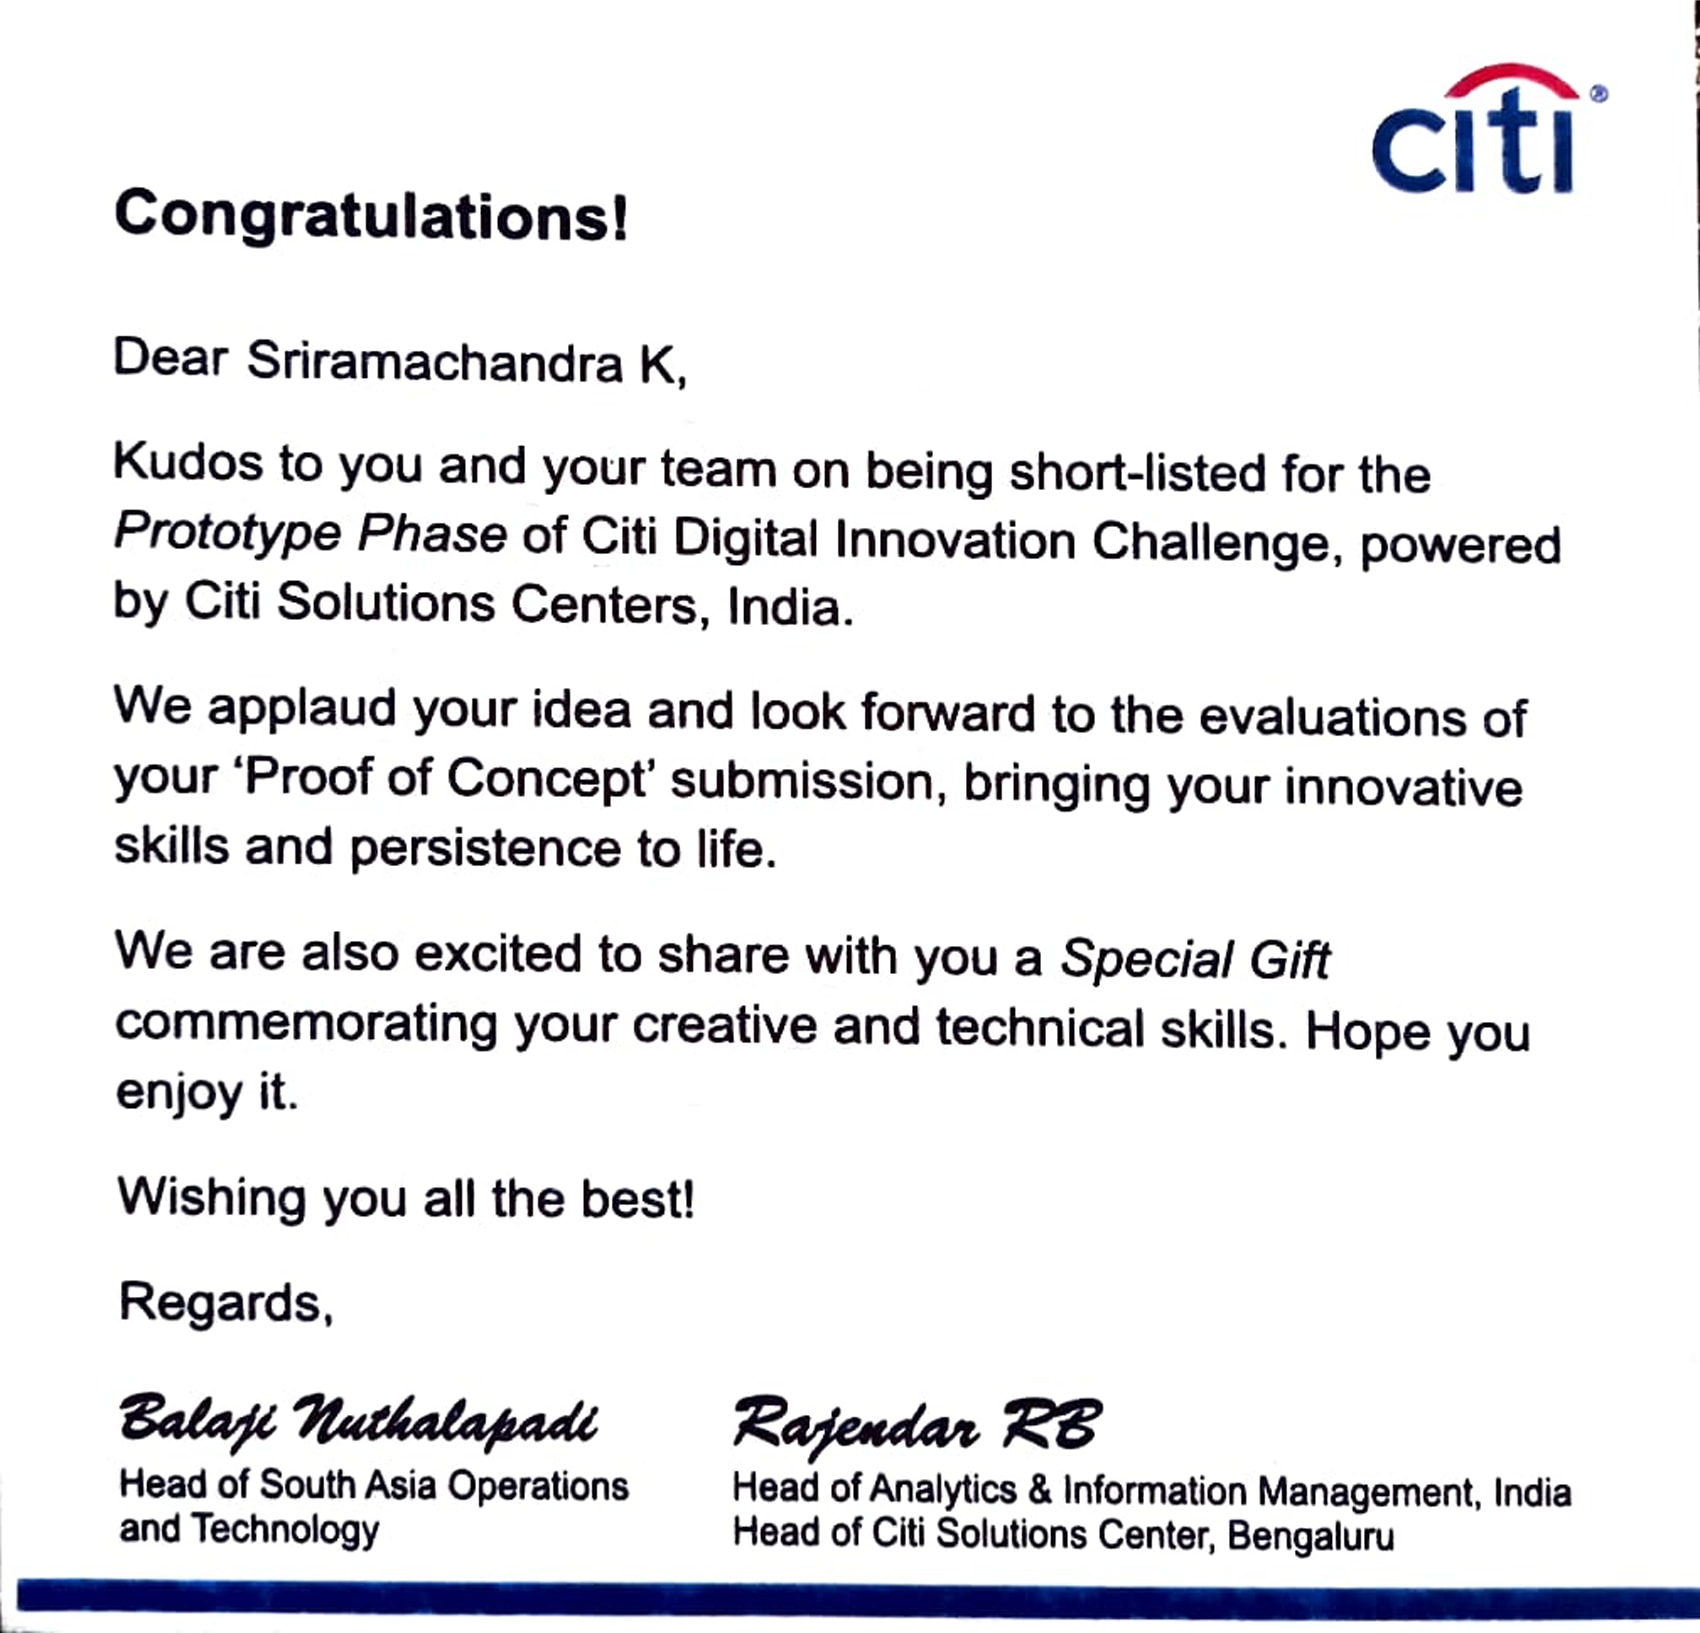 citi®
Congratulations!
Dear Sriramachandra K,
Kudos to you and your team on being short-listed for the
Prototype Phase of Citi Digital Innovation Challenge, powered
by Citi Solutions Centers, India.
We applaud your idea and look forward to the evaluations of
your ‘Proof of Concept’ submission, bringing your innovative
skills and persistence to life.
We are also excited to share with you a Special Gift
commemorating your creative and technical skills. Hope you
enjoy it.
Wishing you all the best!
Regards,
Balaji Nuthalapadi
Head of South Asia Operations
and Technology
Rajendar RB
Head of Analytics & Information Management, India
Head of Citi Solutions Center, Bengaluru